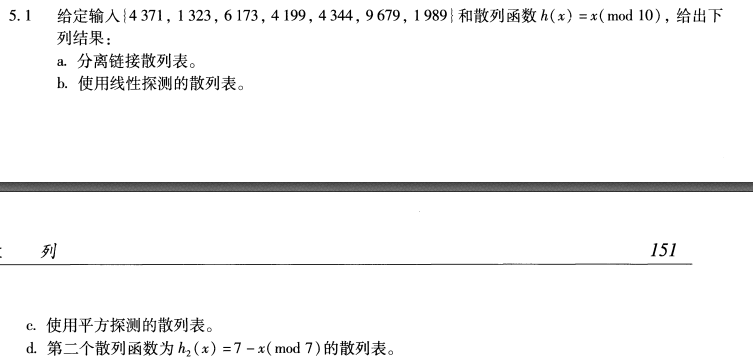 5.1 给定输入{4 371, 1 323, 6 173, 4 199, 4 344, 9 679, 1 989}和散列函数 h(x) = x(mod 10), 给出下
列结果:
a. 分离链接散列表。
b. 使用线性探测的散列表。
列 151
c. 使用平方探测的散列表。
d. 第二个散列函数为 h₂(x) = 7 - x(mod 7)的散列表。